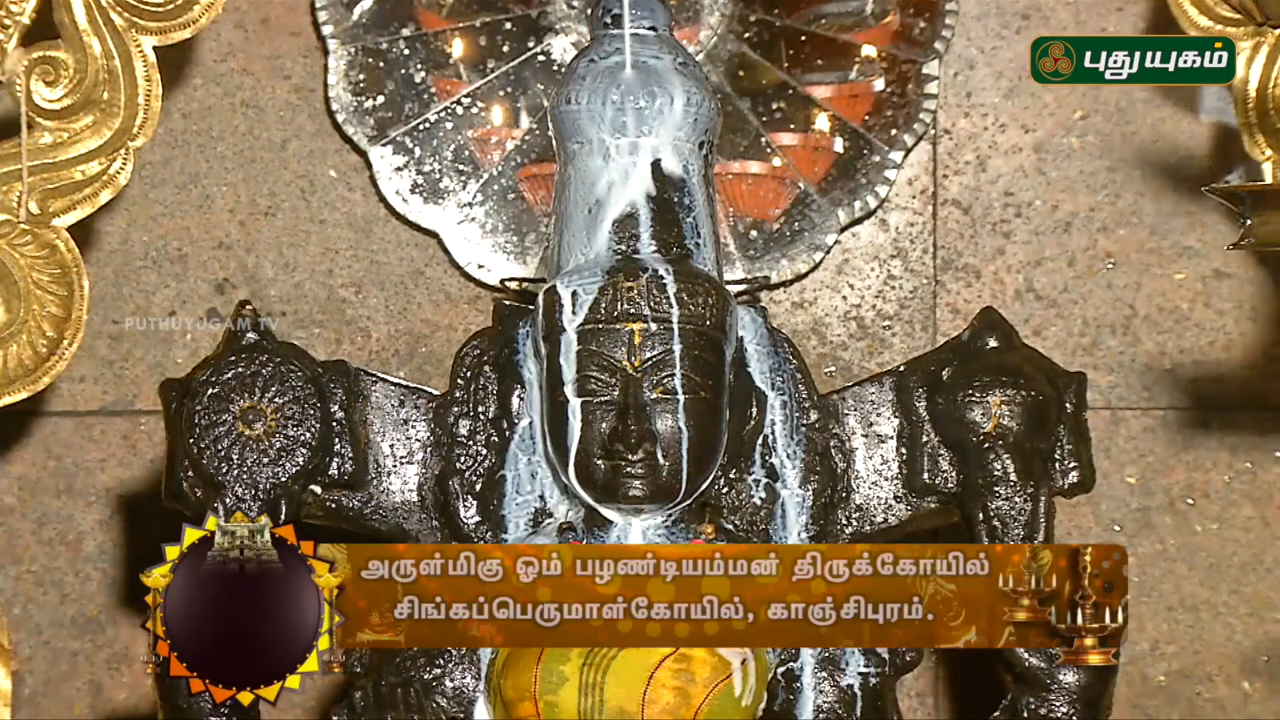 புதுயுகம்
PUTHUYUGAM TV
அருள்மிகு ஓம் பழண்டியம்மன் திருக்கோயில்
சிங்கப்பெருமாள்கோயில், காஞ்சிபுரம்.